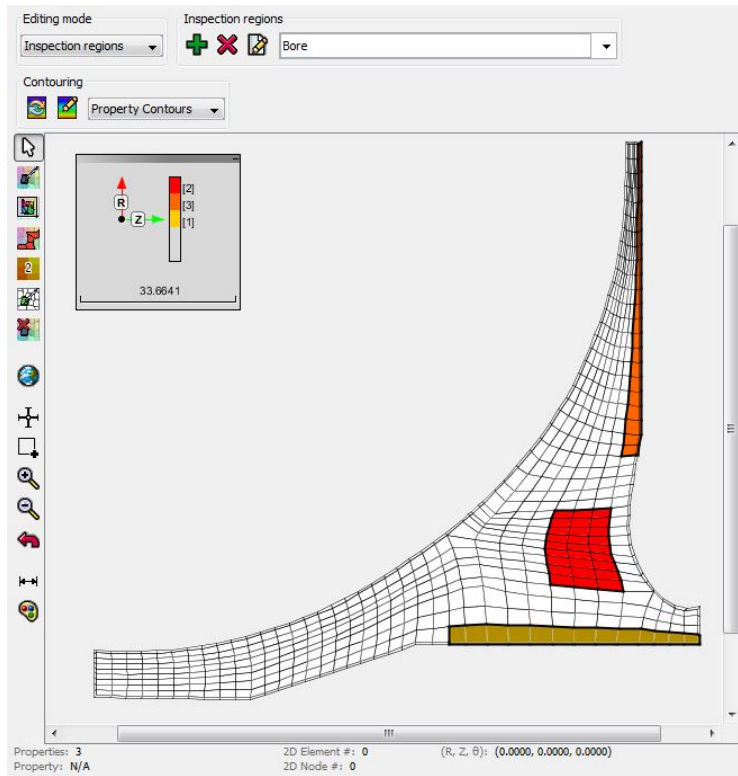 Editing mode
Inspection regions
Inspection regions
Bore
Contouring
Property Contours
R
Z
[2]
[3]
[1]
33.6641
2
Properties: 3
2D Element #: 0
(R, Z, θ): (0.0000, 0.0000, 0.0000)
Property: N/A
2D Node #: 0